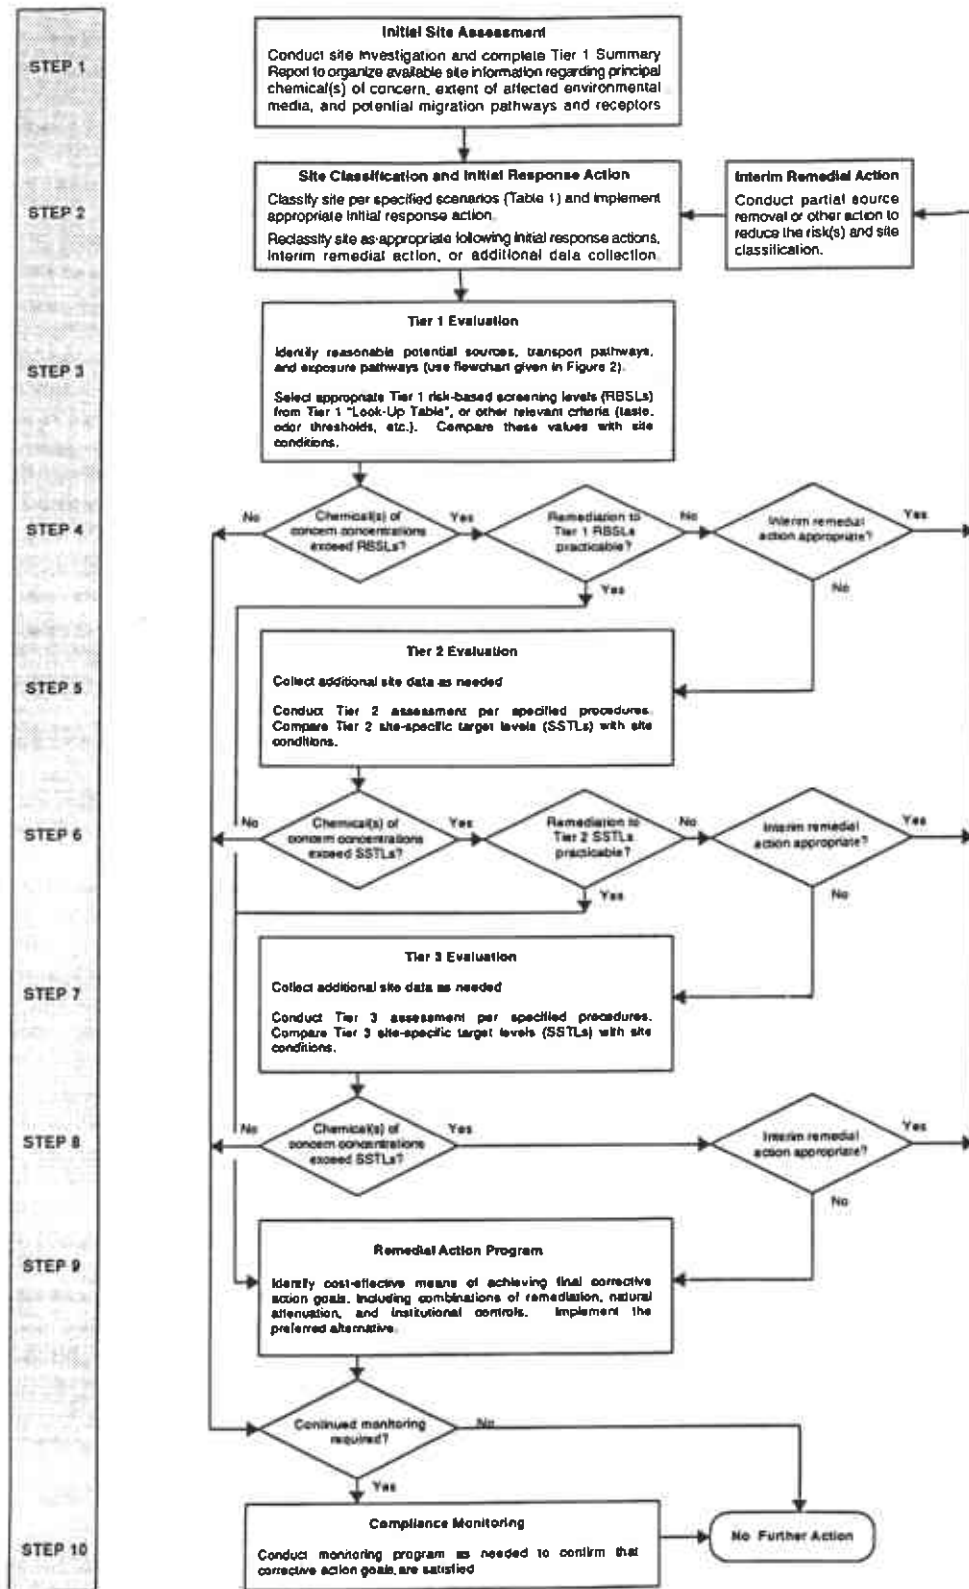 STEP 1
Initial Site Assessment
Conduct site investigation and complete Tier 1 Summary
Report to organize available site information regarding principal
chemical(s) of concern, extent of affected environmental
media, and potential migration pathways and receptors
STEP 2
Site Classification and Initial Response Action
Classify site per specified scenarios (Table 1) and implement
appropriate initial response action.
Reclassify site as appropriate following initial response actions,
interim remedial action, or additional data collection.
Interim Remedial Action
Conduct partial source
removal or other action to
reduce the risk(s) and site
classification.
STEP 3
Tier 1 Evaluation
Identify reasonable potential sources, transport pathways,
and exposure pathways (use flowchart given in Figure 2).
Select appropriate Tier 1 risk-based screening levels (RBSLs)
from Tier 1 "Look-Up Table", or other relevant criteria (taste,
odor thresholds, etc.). Compare these values with site
conditions.
STEP 4
No
Chemical(s) of
concern concentrations
exceed RBSLs?
Yes
Remediation to
Tier 1 RBSLs
practicable?
No
Interim remedial
action appropriate?
Yes
Yes
No
STEP 5
Tier 2 Evaluation
Collect additional site data as needed
Conduct Tier 2 assessment per specified procedures.
Compare Tier 2 site-specific target levels (SSTLs) with site
conditions.
STEP 6
No
Chemical(s) of
concern concentrations
exceed SSTLs?
Yes
Remediation to
Tier 2 SSTLs
practicable?
No
Interim remedial
action appropriate?
Yes
Yes
No
STEP 7
Tier 3 Evaluation
Collect additional site data as needed
Conduct Tier 3 assessment per specified procedures.
Compare Tier 3 site-specific target levels (SSTLs) with site
conditions.
STEP 8
No
Chemical(s) of
concern concentrations
exceed SSTLs?
Yes
Interim remedial
action appropriate?
Yes
No
STEP 9
Remedial Action Program
Identify cost-effective means of achieving final corrective
action goals, including combinations of remediation, natural
attenuation, and institutional controls. Implement the
preferred alternative.
Continued monitoring
required?
No
Yes
STEP 10
Compliance Monitoring
Conduct monitoring program as needed to confirm that
corrective action goals, are satisfied
No Further Action